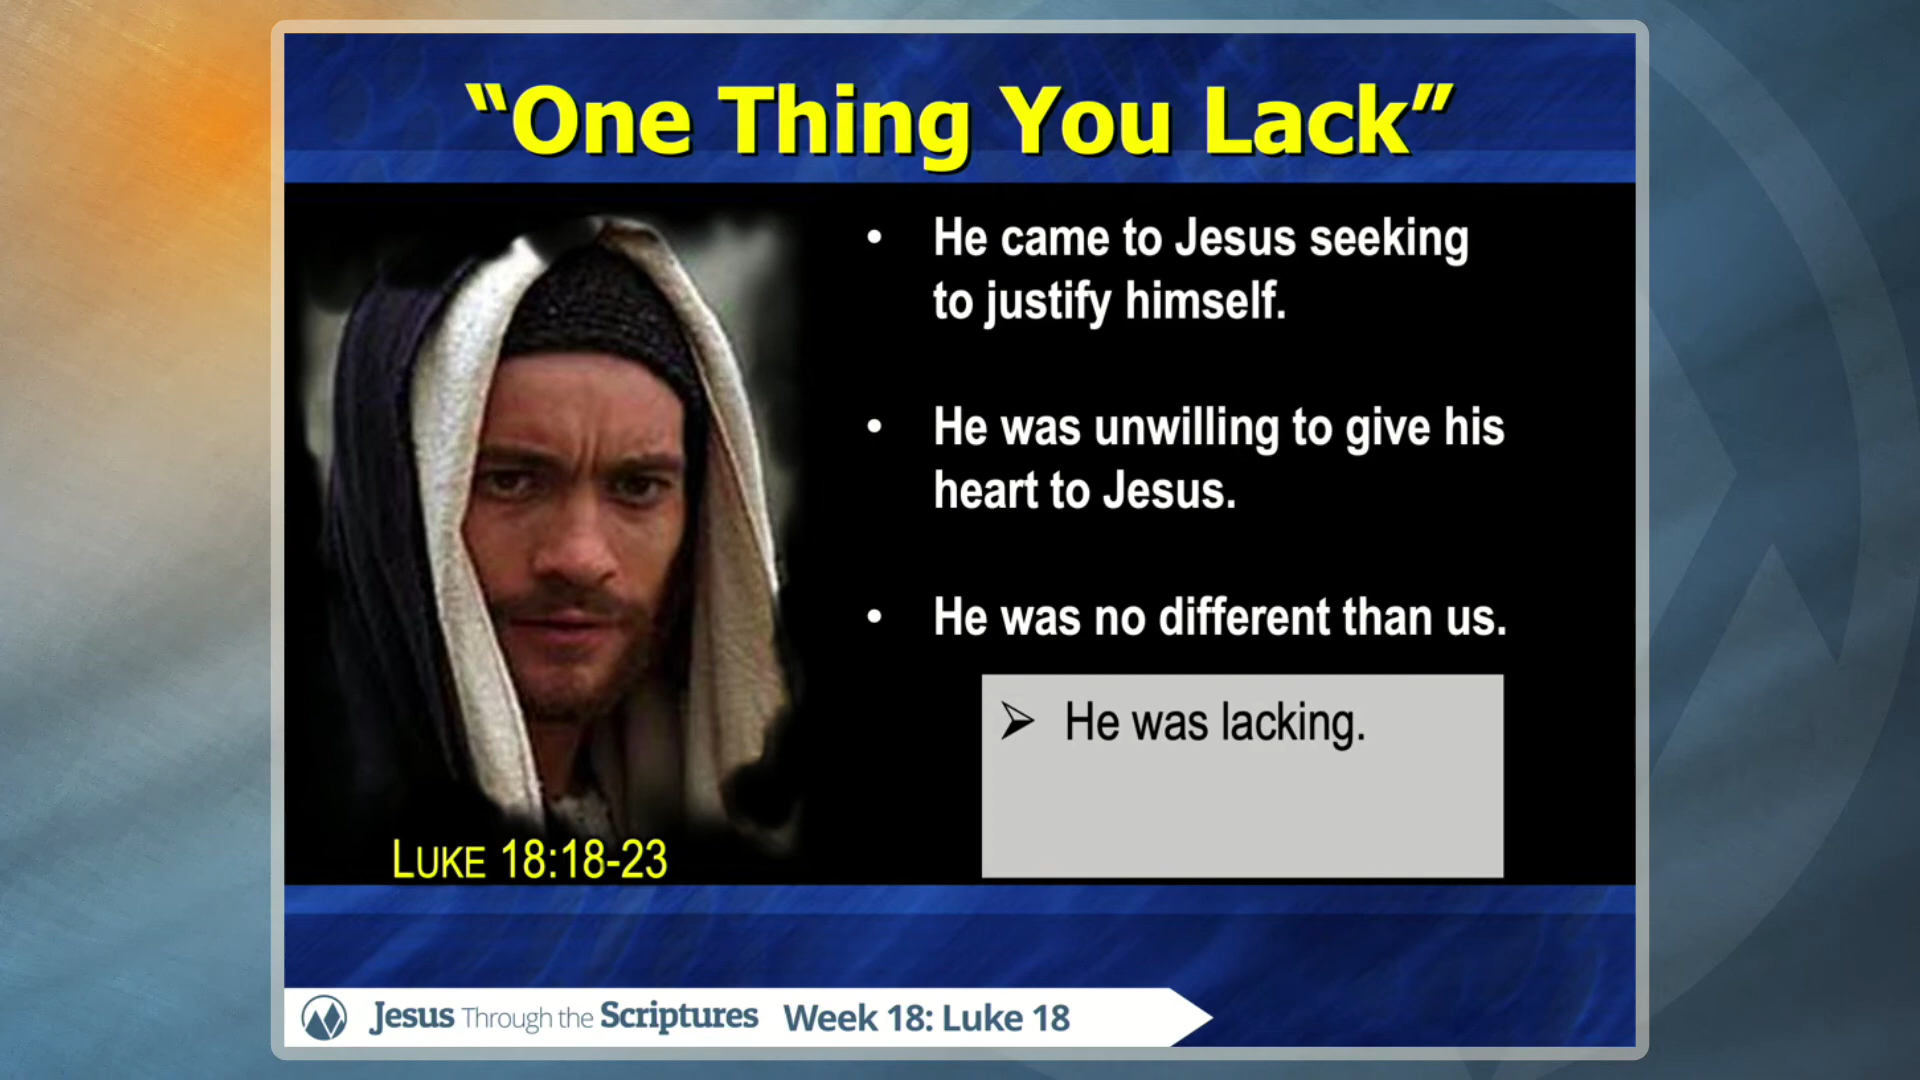 “One Thing You Lack”
• He came to Jesus seeking
to justify himself.
• He was unwilling to give his
heart to Jesus.
• He was no different than us.
➢ He was lacking.
LUKE 18:18-23
Jesus Through the Scriptures Week 18: Luke 18